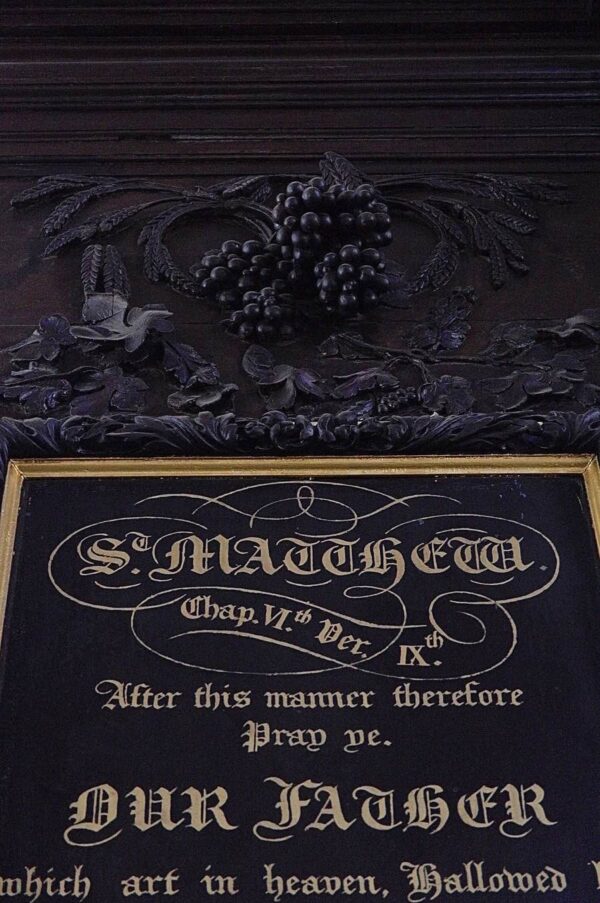 St. Matthew.
Chap. VI.th Ver. IX.th
After this manner therefore
Pray ye.
Our Father
which art in heaven, Hallowed